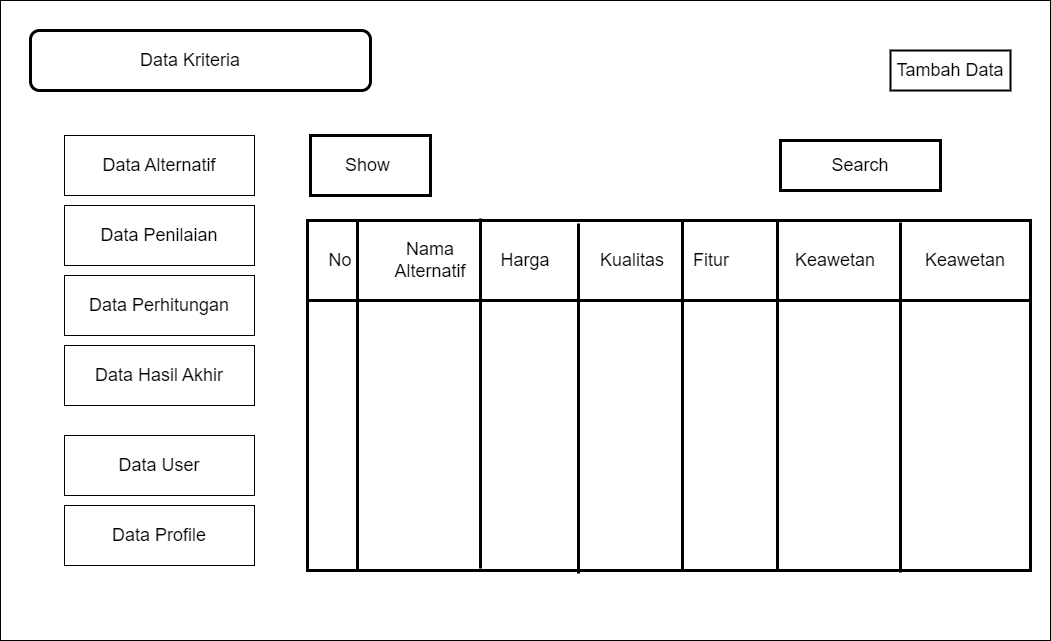 Data Kriteria
Tambah Data
Data Alternatif
Show
Search
Data Penilaian
Data Perhitungan
Data Hasil Akhir
Data User
Data Profile
No
Nama
Alternatif
Harga
Kualitas
Fitur
Keawetan
Keawetan